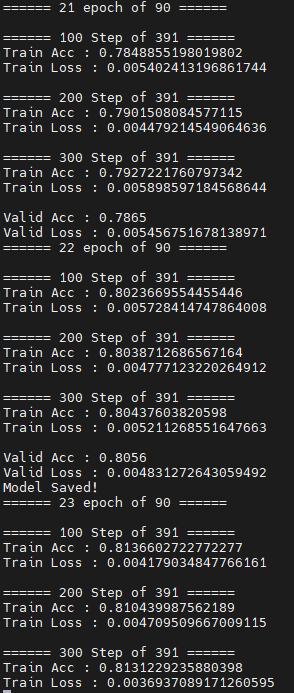 ====== 21 epoch of 90 ======
====== 100 Step of 391 ======
Train Acc : 0.7848855198019802
Train Loss : 0.005402413196861744
====== 200 Step of 391 ======
Train Acc : 0.7901508084577115
Train Loss : 0.004479214549064636
====== 300 Step of 391 ======
Train Acc : 0.7927221760797342
Train Loss : 0.005898597184568644
Valid Acc : 0.7865
Valid Loss : 0.005456751678138971
====== 22 epoch of 90 ======
====== 100 Step of 391 ======
Train Acc : 0.8023669554455446
Train Loss : 0.005728414747864008
====== 200 Step of 391 ======
Train Acc : 0.8038712686567164
Train Loss : 0.004777123220264912
====== 300 Step of 391 ======
Train Acc : 0.80437603820598
Train Loss : 0.005211268551647663
Valid Acc : 0.8056
Valid Loss : 0.004831272643059492
Model Saved!
====== 23 epoch of 90 ======
====== 100 Step of 391 ======
Train Acc : 0.8136602722772277
Train Loss : 0.004179034847766161
====== 200 Step of 391 ======
Train Acc : 0.810439987562189
Train Loss : 0.004709509667009115
====== 300 Step of 391 ======
Train Acc : 0.8131229235880398
Train Loss : 0.0036937089171260595